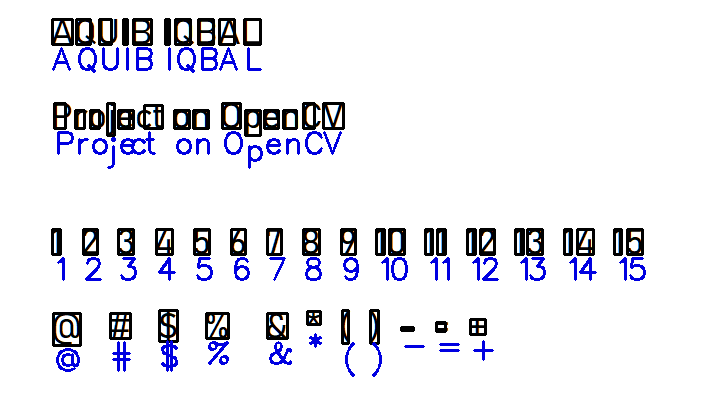 AQUIB IQBAL
AQUIB IQBAL
Project on OpenCV
Project on OpenCV
1 2 3 4 5 6 7 8 9 10 11 12 13 14 15
1 2 3 4 5 6 7 8 9 10 11 12 13 14 15
@ # $ % & * ( ) - = +
@ # $ % & * ( ) - = +